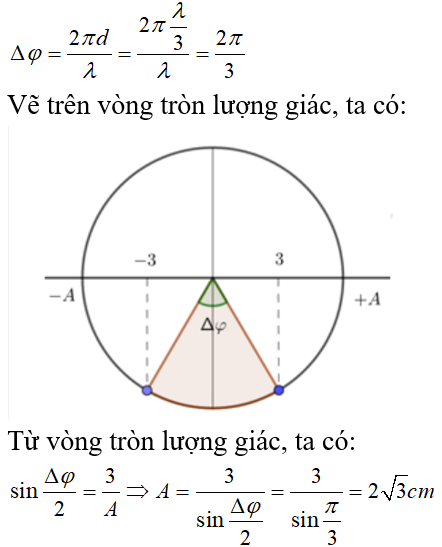 Δφ = 2πd/λ = (2π λ/3)/λ = 2π/3
Vẽ trên vòng tròn lượng giác, ta có:
−3 3
−A +A
Δφ
Từ vòng tròn lượng giác, ta có:
sin Δφ/2 = 3/A ⇒ A = 3/(sin Δφ/2) = 3/(sin π/3) = 2√3cm